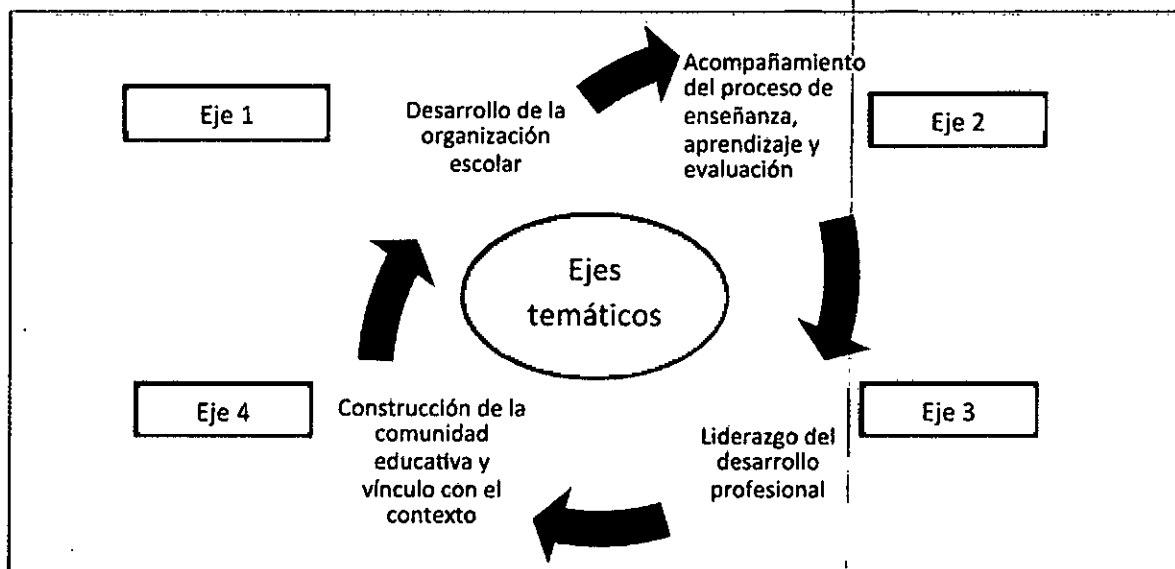 Eje 1
Desarrollo de la
organización
escolar
Acompañamiento
del proceso de
enseñanza,
aprendizaje y
evaluación
Eje 2
Ejes
temáticos
Eje 4
Construcción de la
comunidad
educativa y
vínculo con el
contexto
Liderazgo del
desarrollo
profesional
Eje 3